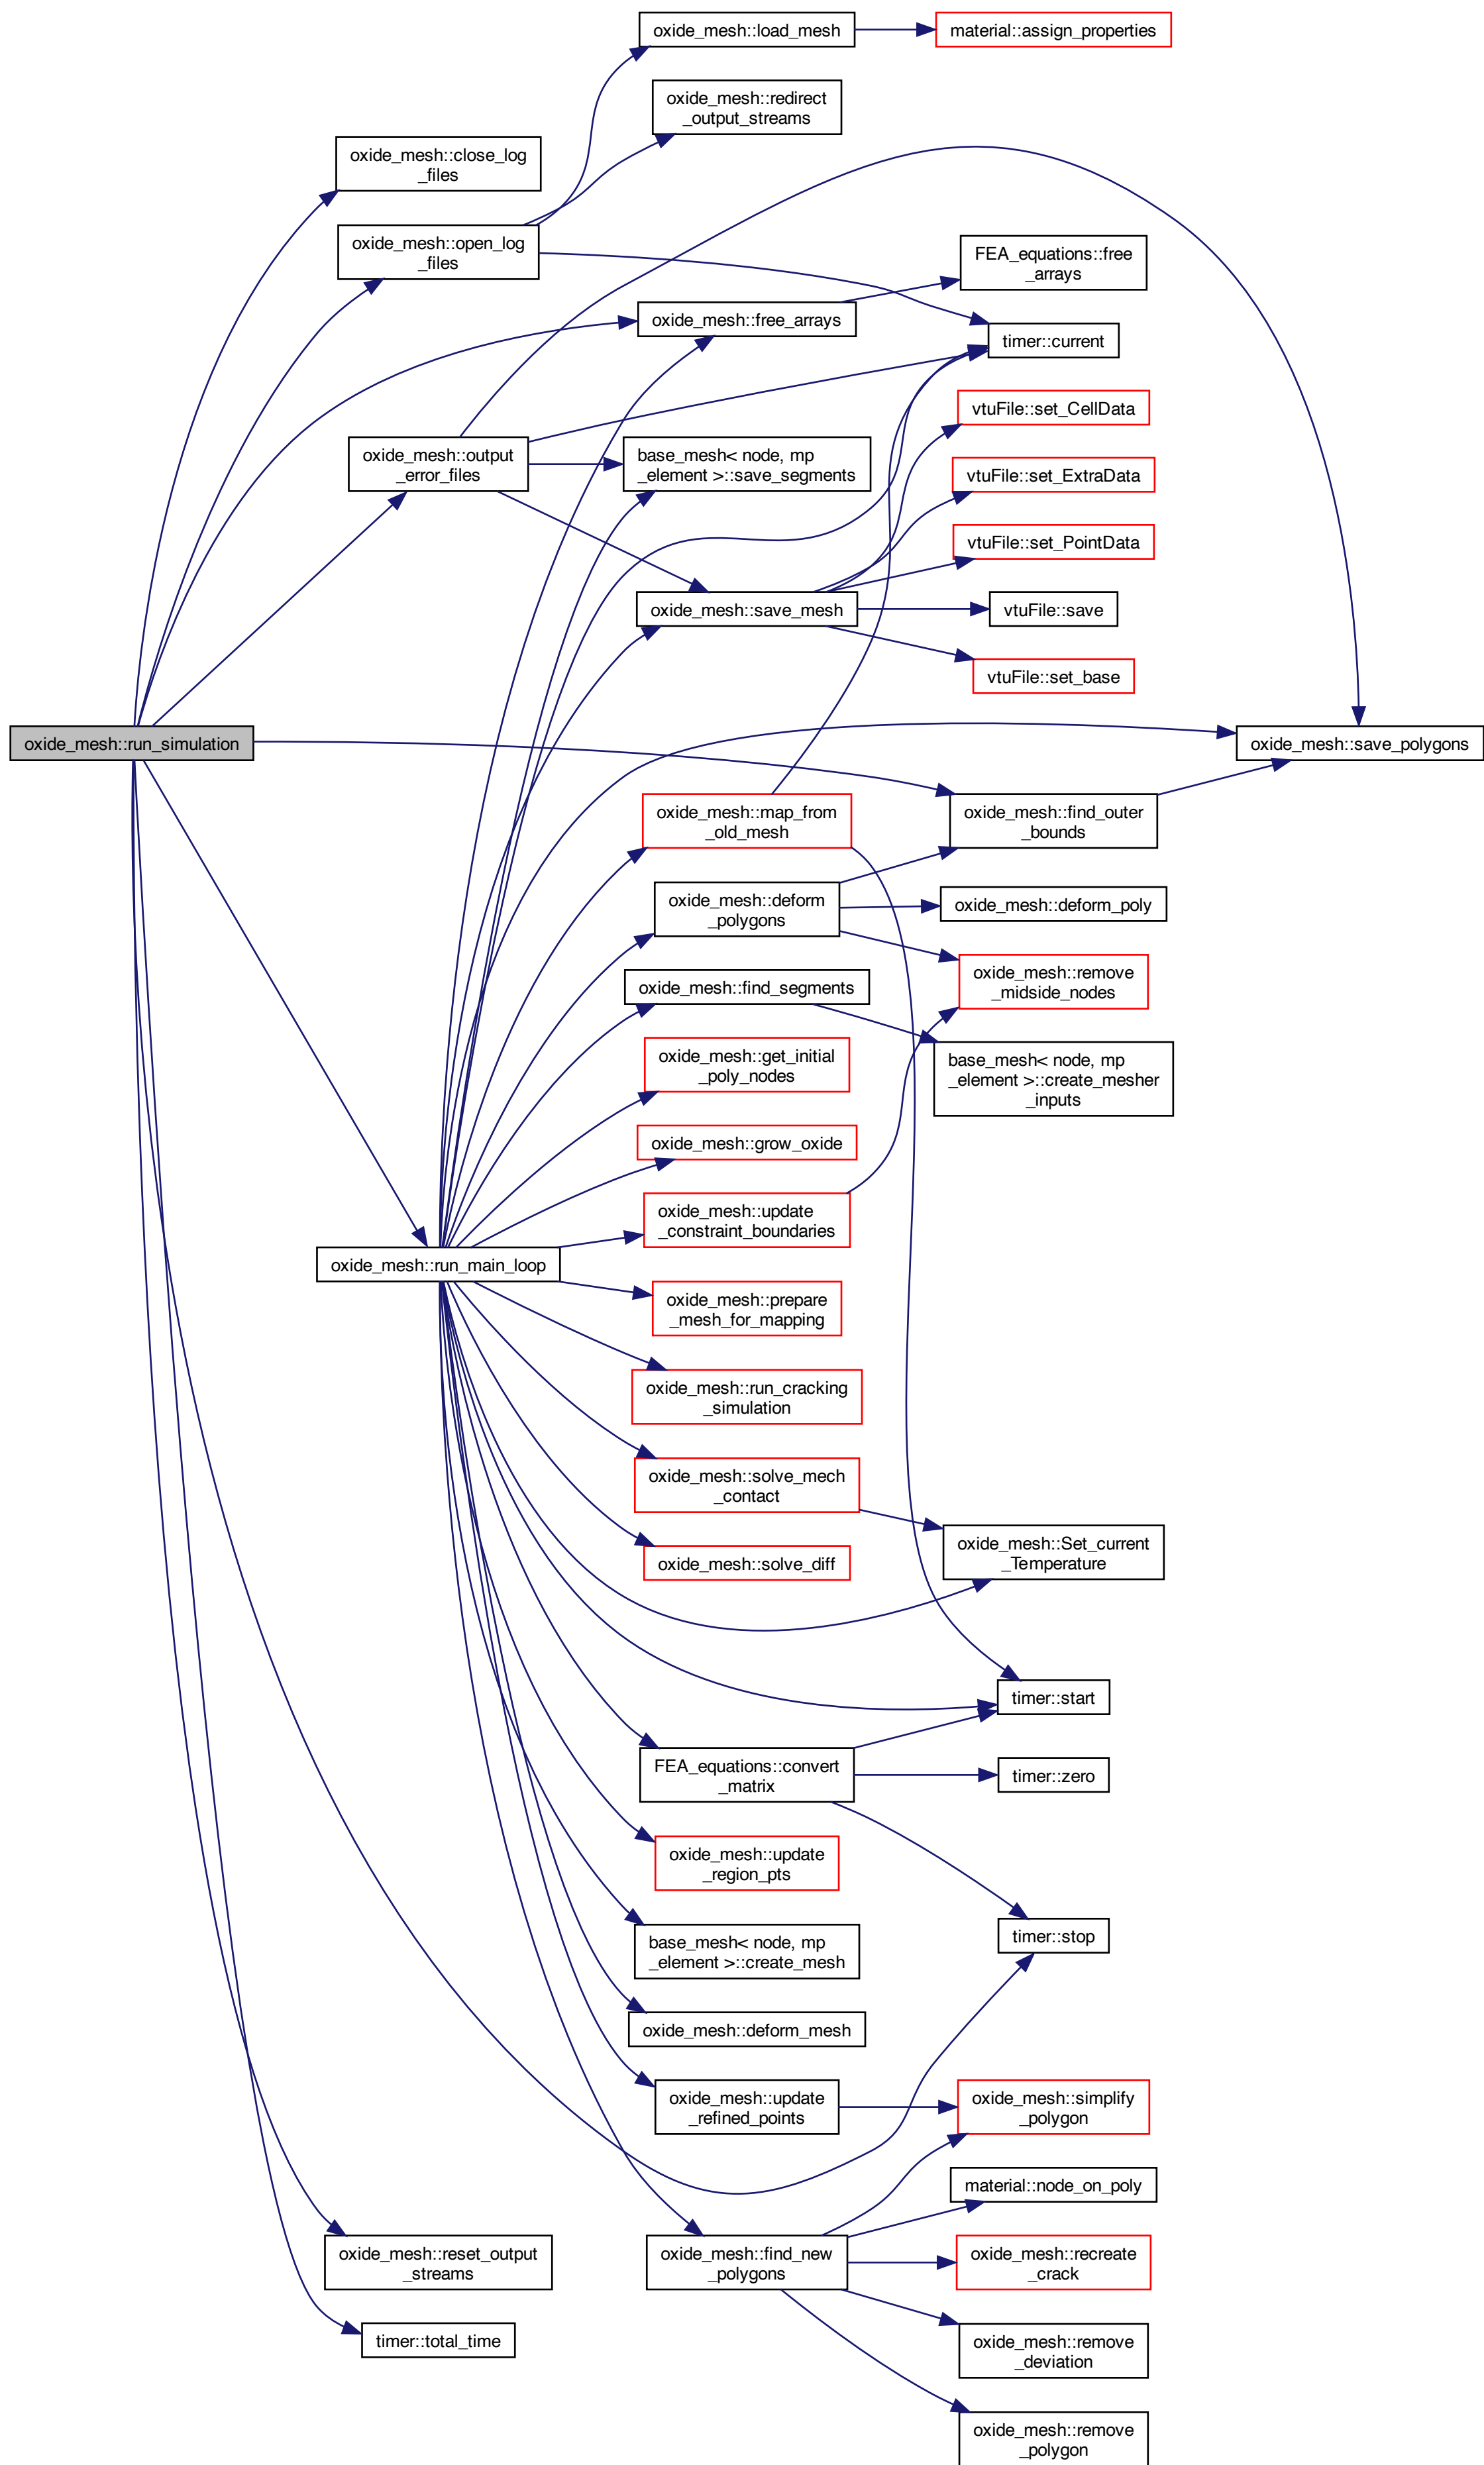 oxide_mesh::load_mesh
material::assign_properties
oxide_mesh::redirect
_output_streams
oxide_mesh::close_log
_files
oxide_mesh::open_log
_files
FEA_equations::free
_arrays
oxide_mesh::free_arrays
timer::current
vtuFile::set_CellData
oxide_mesh::output
_error_files
base_mesh< node, mp
_element >::save_segments
vtuFile::set_ExtraData
vtuFile::set_PointData
oxide_mesh::save_mesh
vtuFile::save
vtuFile::set_base
oxide_mesh::run_simulation
oxide_mesh::save_polygons
oxide_mesh::map_from
_old_mesh
oxide_mesh::find_outer
_bounds
oxide_mesh::deform
_polygons
oxide_mesh::deform_poly
oxide_mesh::find_segments
oxide_mesh::remove
_midside_nodes
oxide_mesh::get_initial
_poly_nodes
base_mesh< node, mp
_element >::create_mesher
_inputs
oxide_mesh::grow_oxide
oxide_mesh::update
_constraint_boundaries
oxide_mesh::run_main_loop
oxide_mesh::prepare
_mesh_for_mapping
oxide_mesh::run_cracking
_simulation
oxide_mesh::solve_mech
_contact
oxide_mesh::Set_current
_Temperature
oxide_mesh::solve_diff
timer::start
FEA_equations::convert
_matrix
timer::zero
oxide_mesh::update
_region_pts
timer::stop
base_mesh< node, mp
_element >::create_mesh
oxide_mesh::deform_mesh
oxide_mesh::update
_refined_points
oxide_mesh::simplify
_polygon
material::node_on_poly
oxide_mesh::reset_output
_streams
oxide_mesh::find_new
_polygons
oxide_mesh::recreate
_crack
timer::total_time
oxide_mesh::remove
_deviation
oxide_mesh::remove
_polygon